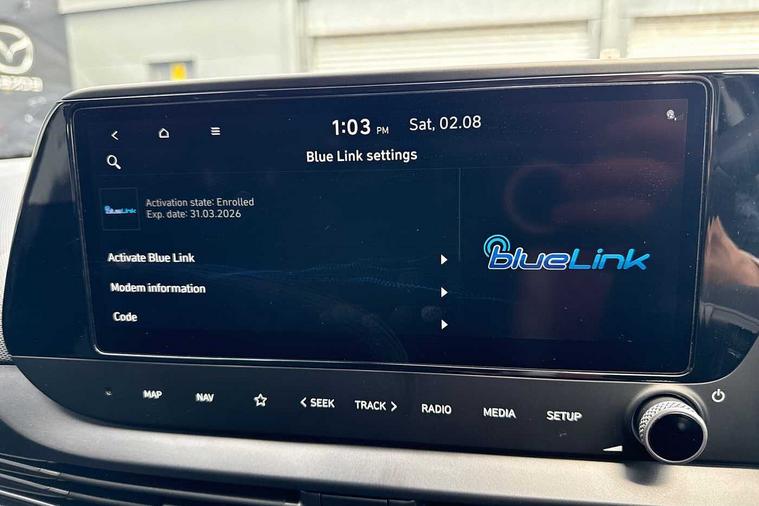 1:03 PM Sat, 02.08
Blue Link settings
blueLink
Activation state: Enrolled
Exp. date: 31.03.2026
Activate Blue Link
Modem information
Code
blueLink
MAP NAV < SEEK TRACK > RADIO MEDIA SETUP